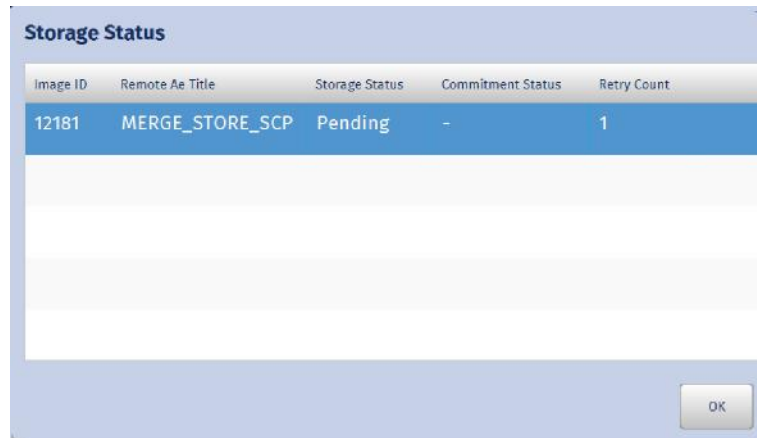 Storage Status
Image ID Remote Ae Title Storage Status Commitment Status Retry Count
12181 MERGE_STORE_SCP Pending - 1
OK